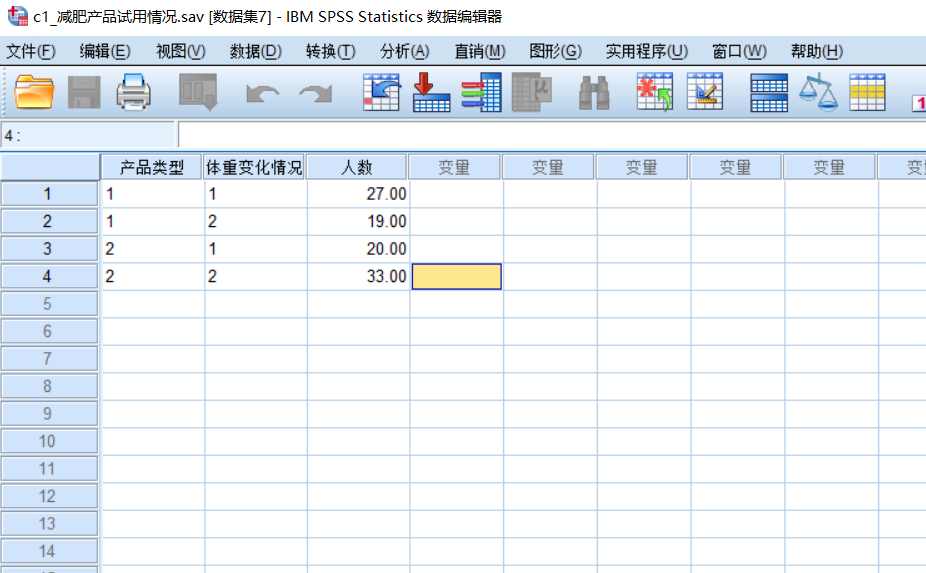 c1_减肥产品试用情况.sav [数据集7] - IBM SPSS Statistics 数据编辑器
文件(F) 编辑(E) 视图(V) 数据(D) 转换(T) 分析(A) 直销(M) 图形(G) 实用程序(U) 窗口(W) 帮助(H)
4 :
产品类型 体重变化情况 人数 变量 变量 变量 变量 变量
1 1 1 27.00
2 1 2 19.00
3 2 1 20.00
4 2 2 33.00
5
6
7
8
9
10
11
12
13
14